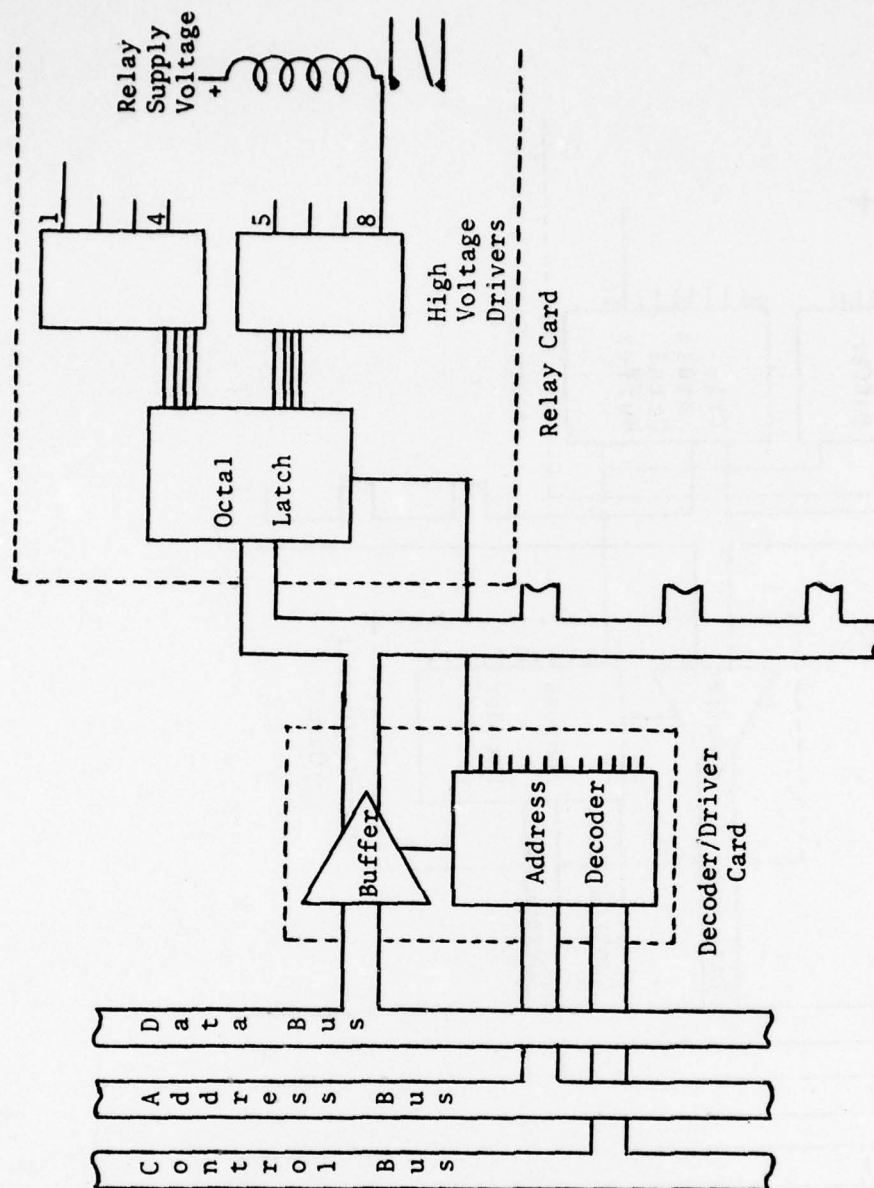 Control Bus
Address Bus
Data Bus
Buffer
Address
Decoder
Decoder/Driver
Card
Octal
Latch
1
4
5
8
High
Voltage
Drivers
Relay
Supply
Voltage
+
Relay Card